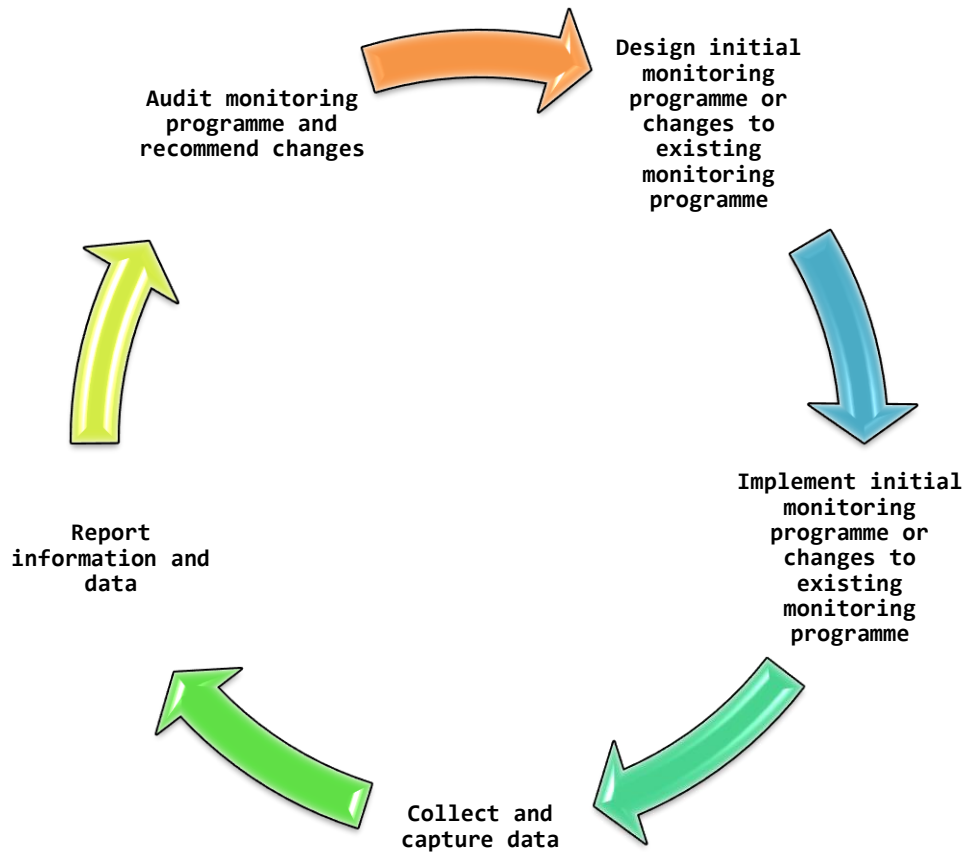 Design initial
monitoring
programme or
changes to
existing
monitoring
programme
Implement initial
monitoring
programme or
changes to
existing
monitoring
programme
Collect and
capture data
Report
information and
data
Audit monitoring
programme and
recommend changes